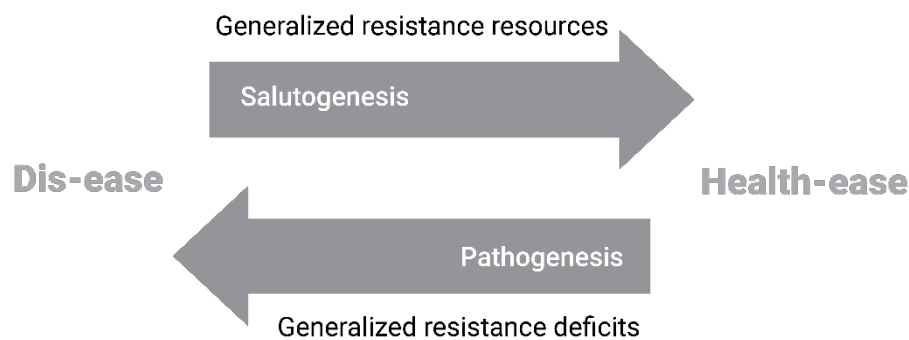 Generalized resistance resources
Salutogenesis
Dis-ease
Health-ease
Pathogenesis
Generalized resistance deficits